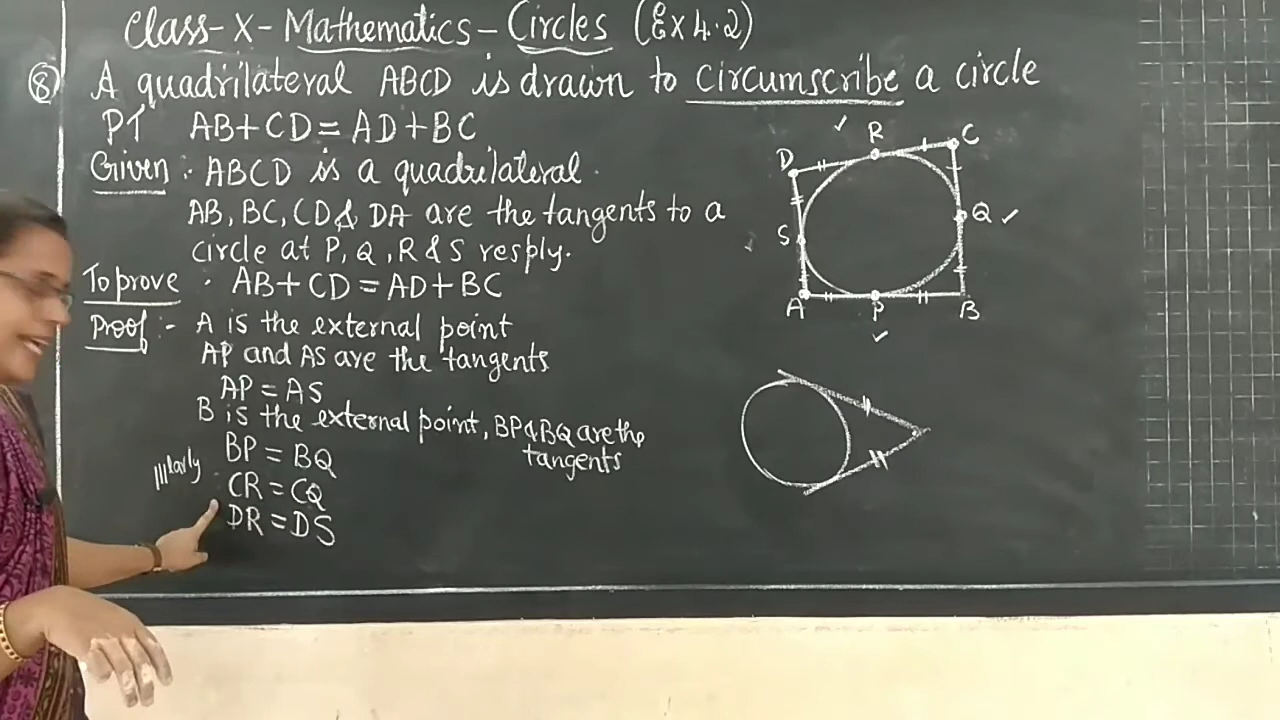 Class-X-Mathematics-Circles (Ex 4.2)
8 A quadrilateral ABCD is drawn to circumscribe a circle
PT AB+CD=AD+BC
Given :- ABCD is a quadrilateral.
AB, BC, CD & DA are the tangents to a
circle at P, Q, R & S resply.
To prove : AB+CD=AD+BC
Proof :- A is the external point
AP and AS are the tangents
AP = AS
B is the external point, BP & BQ are the
tangents
BP = BQ
|||larly CR = CQ
DR = DS
D R C
S Q
A P B